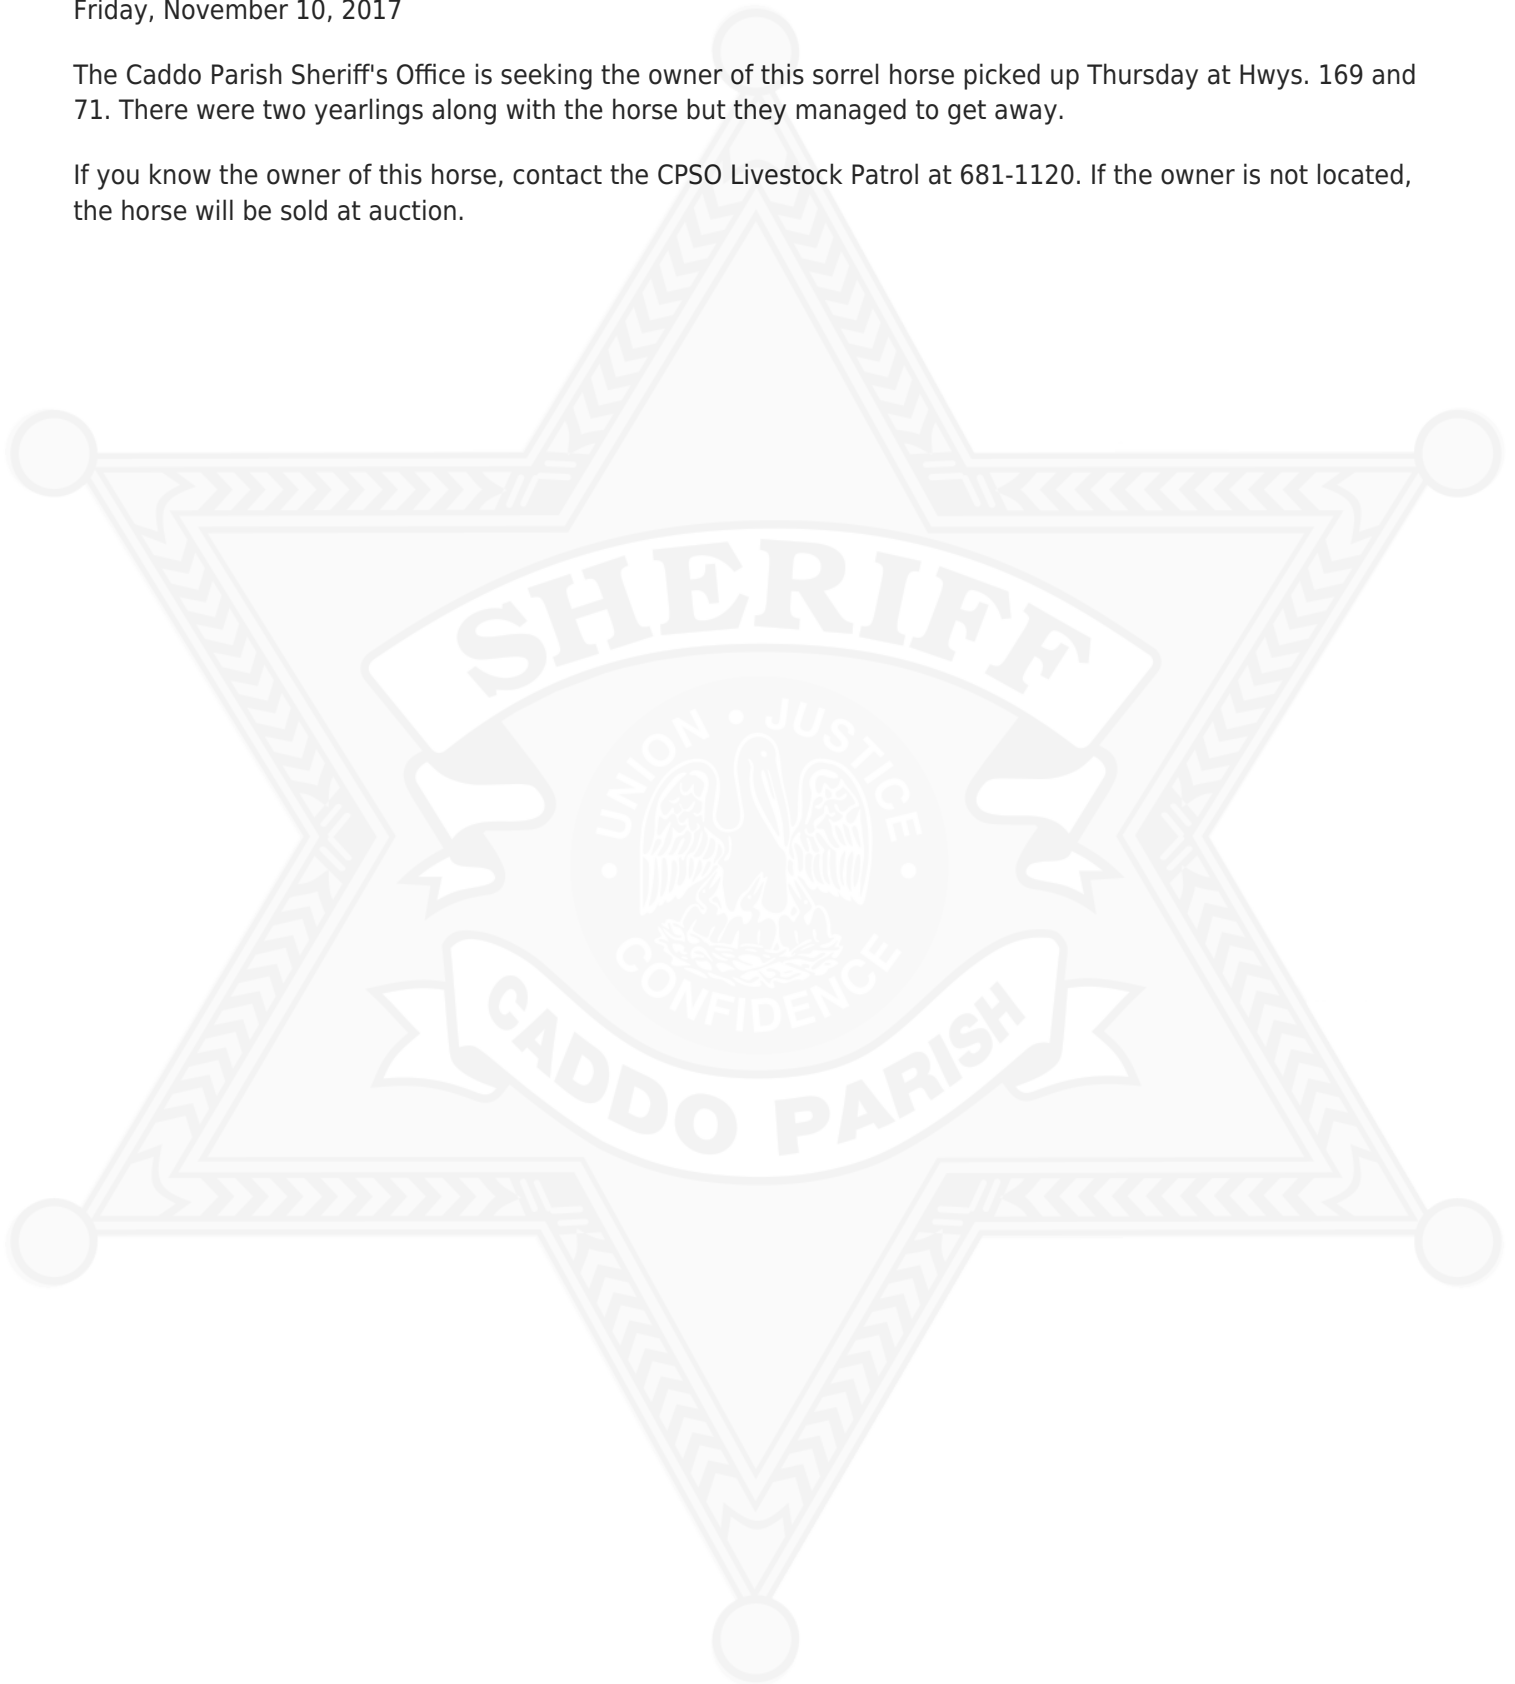 Friday, November 10, 2017
The Caddo Parish Sheriff's Office is seeking the owner of this sorrel horse picked up Thursday at Hwys. 169 and
71. There were two yearlings along with the horse but they managed to get away.
If you know the owner of this horse, contact the CPSO Livestock Patrol at 681-1120. If the owner is not located,
the horse will be sold at auction.
SHERIFF
UNION • JUSTICE
• CONFIDENCE •
CADDO PARISH